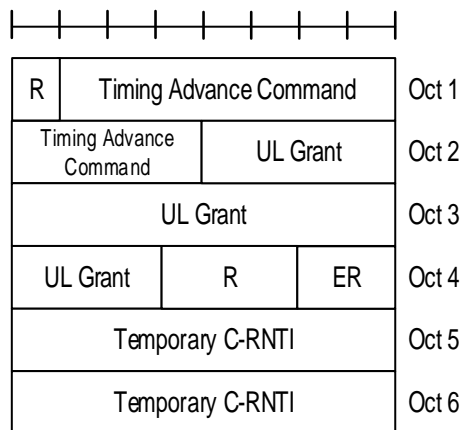 R Timing Advance Command Oct 1
Timing Advance
Command UL Grant Oct 2
UL Grant Oct 3
UL Grant R ER Oct 4
Temporary C-RNTI Oct 5
Temporary C-RNTI Oct 6